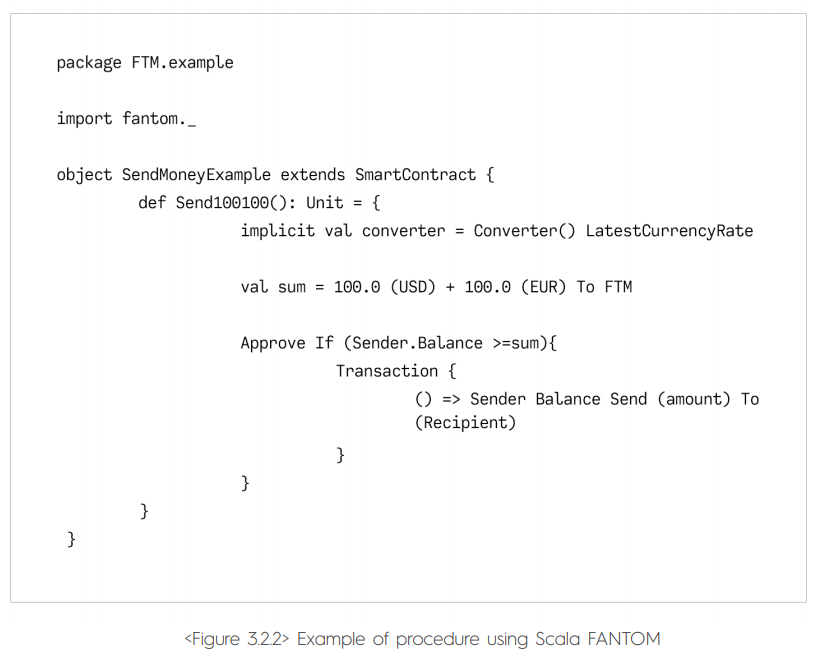 package FTM.example
import fantom._
object SendMoneyExample extends SmartContract {
def Send100100(): Unit = {
implicit val converter = Converter() LatestCurrencyRate
val sum = 100.0 (USD) + 100.0 (EUR) To FTM
Approve If (Sender.Balance >=sum){
Transaction {
() => Sender Balance Send (amount) To
(Recipient)
}
}
}
}
<Figure 3.2.2> Example of procedure using Scala FANTOM